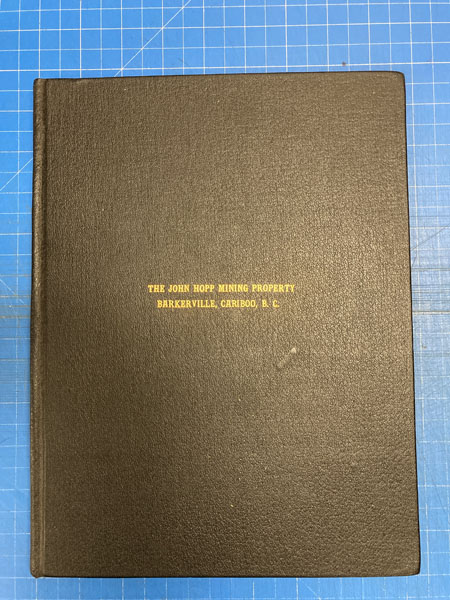 THE JOHN HOPP MINING PROPERTY
BARKERVILLE, CARIBOO, B. C.